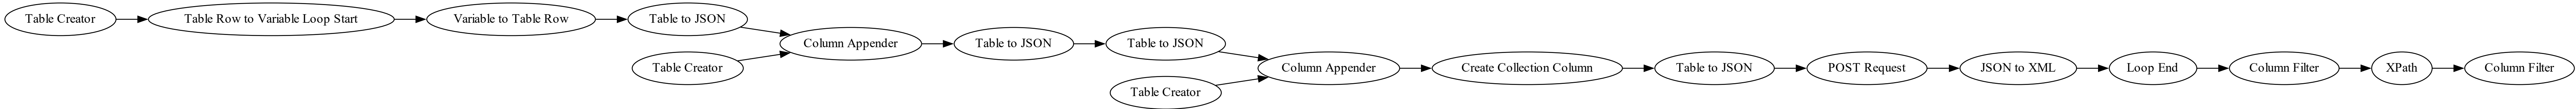 Table Creator
Table Row to Variable Loop Start
Variable to Table Row
Table to JSON
Table Creator
Column Appender
Table to JSON
Table to JSON
Table Creator
Column Appender
Create Collection Column
Table to JSON
POST Request
JSON to XML
Loop End
Column Filter
XPath
Column Filter